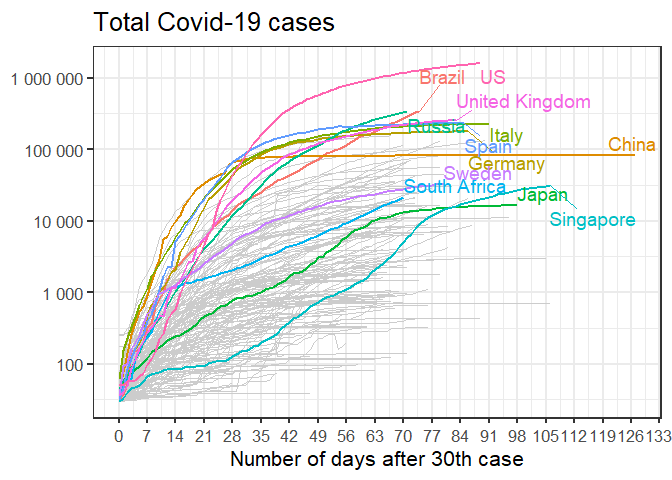 Total Covid-19 cases
1 000 000
100 000
10 000
1 000
100
Brazil
US
United Kingdom
Russia
Italy
Spain
China
Germany
Sweden
South Africa
Japan
Singapore
0 7 14 21 28 35 42 49 56 63 70 77 84 91 98 105 112 119 126 133
Number of days after 30th case